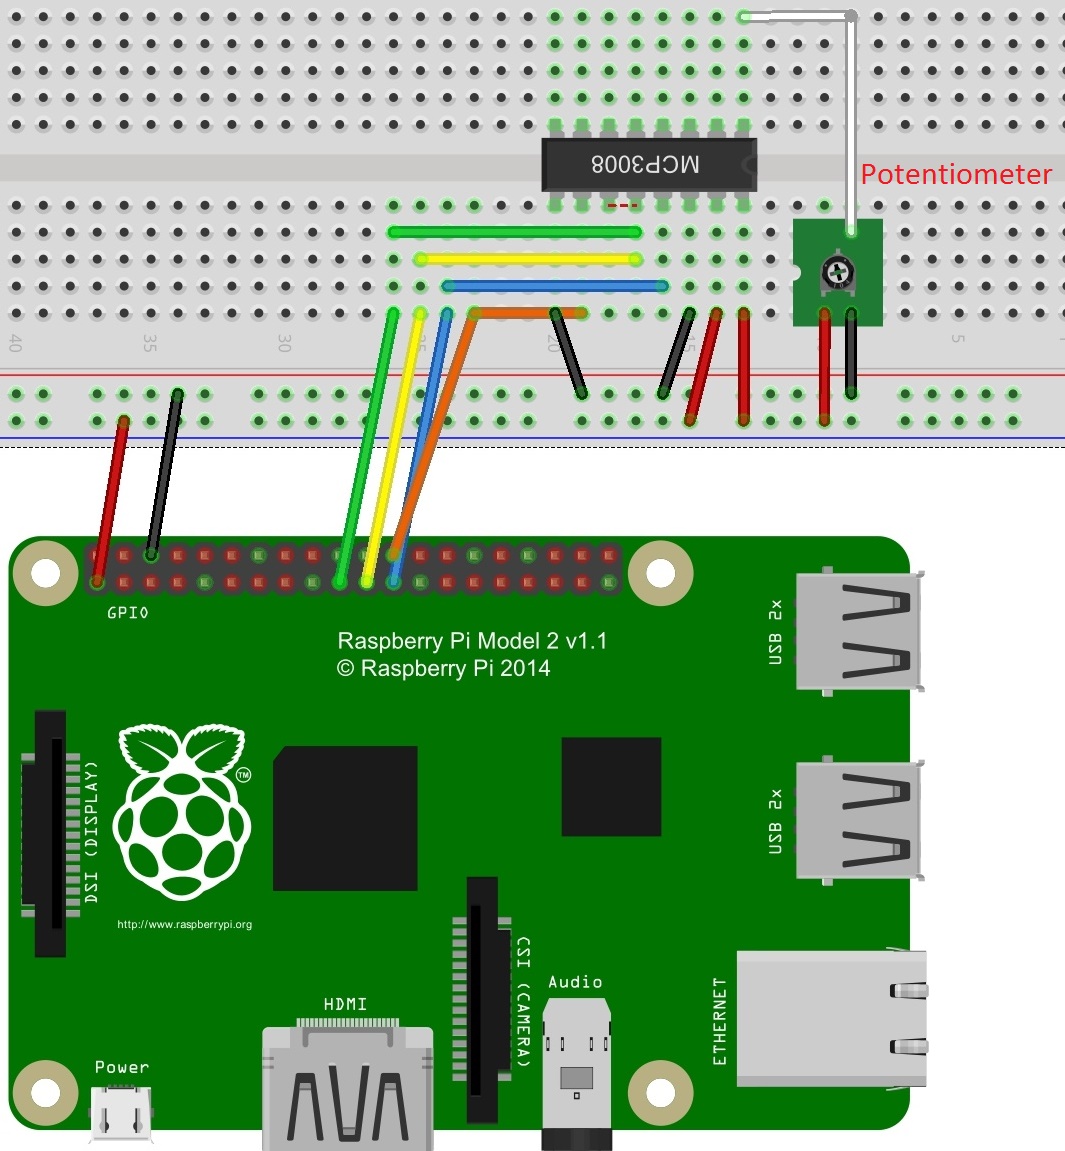 MCP3008
Potentiometer
40
35
30
25
20
15
5
GPIO
Raspberry Pi Model 2 v1.1
© Raspberry Pi 2014
USB 2x
TM
DSI (DISPLAY)
USB 2x
http://www.raspberrypi.org
CSI (CAMERA)
Audio
ETHERNET
HDMI
Power